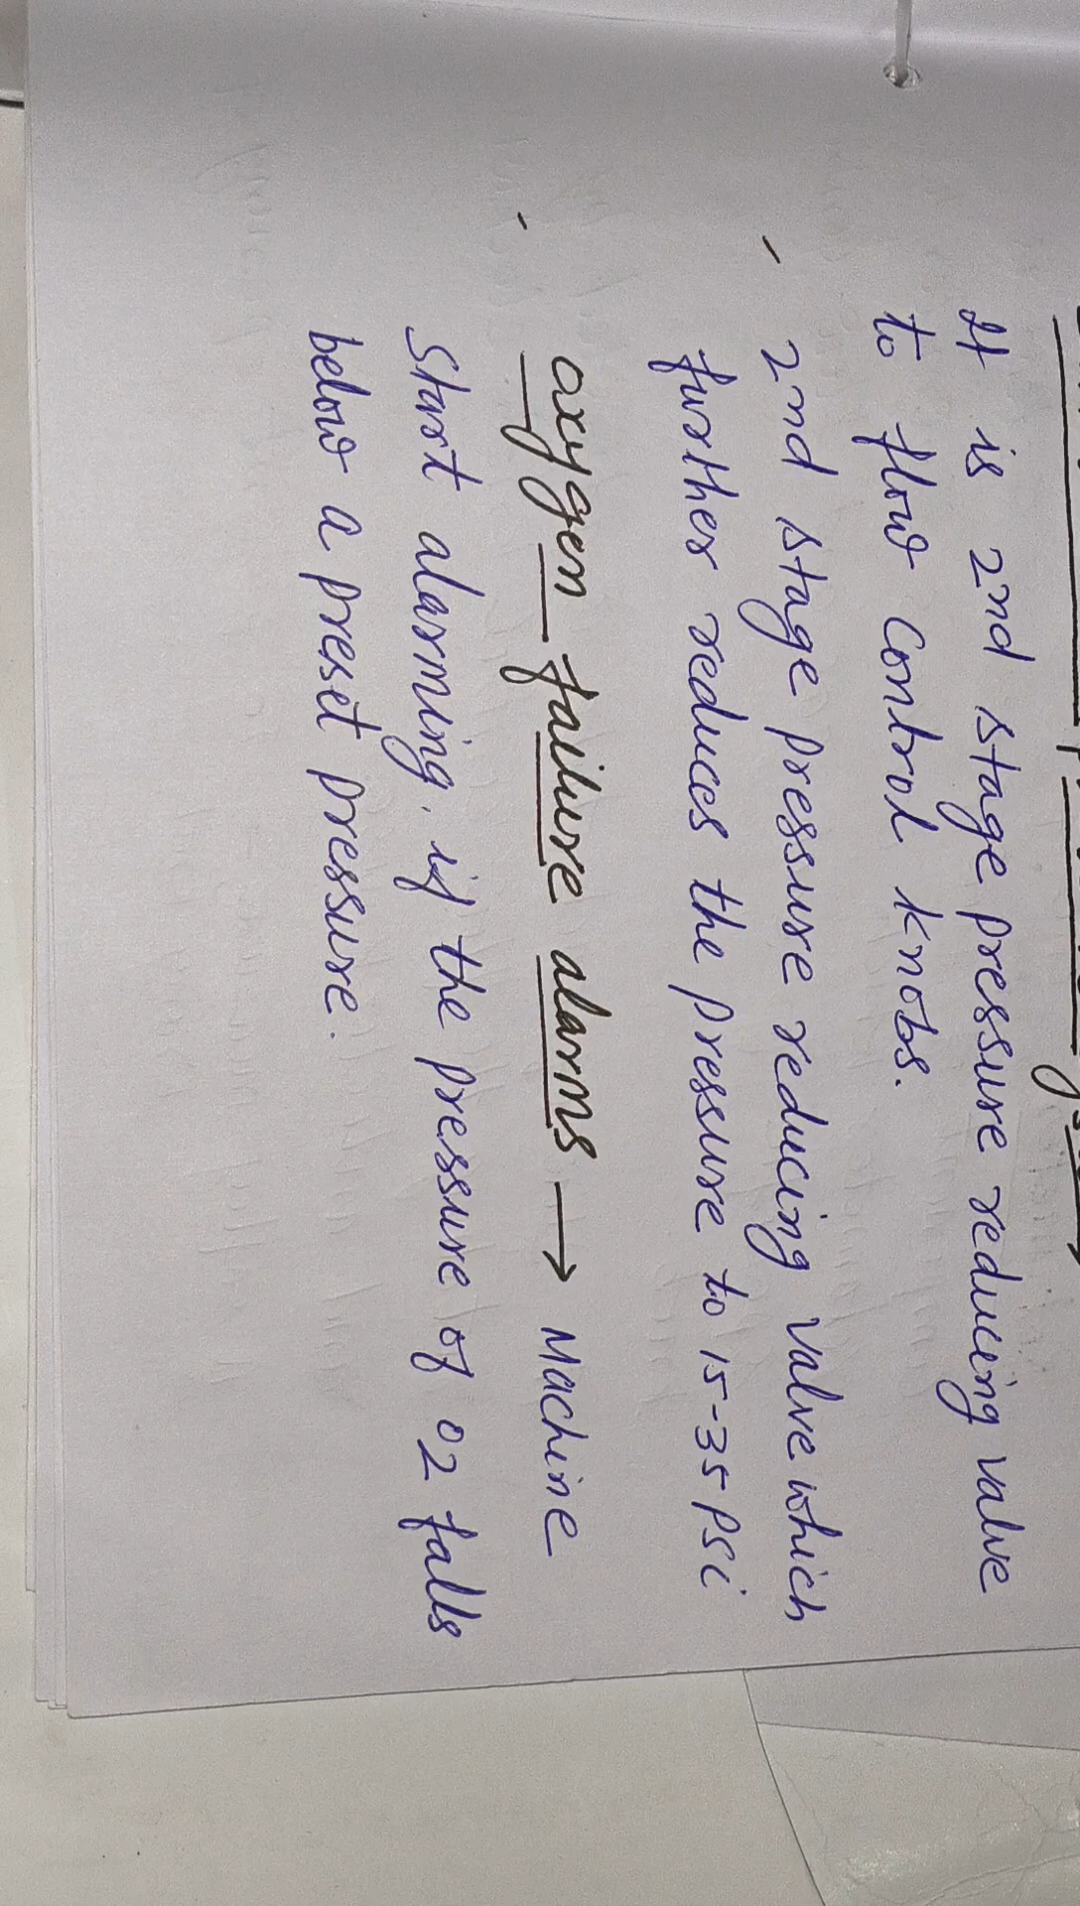 It is 2nd stage pressure reducing valve
to flow control knobs.
- 2nd stage pressure reducing valve which
further reduces the pressure to 15-35 PSi
- oxygen failure alarms → Machine
Start alarming. if the pressure of O2 falls
below a preset pressure.